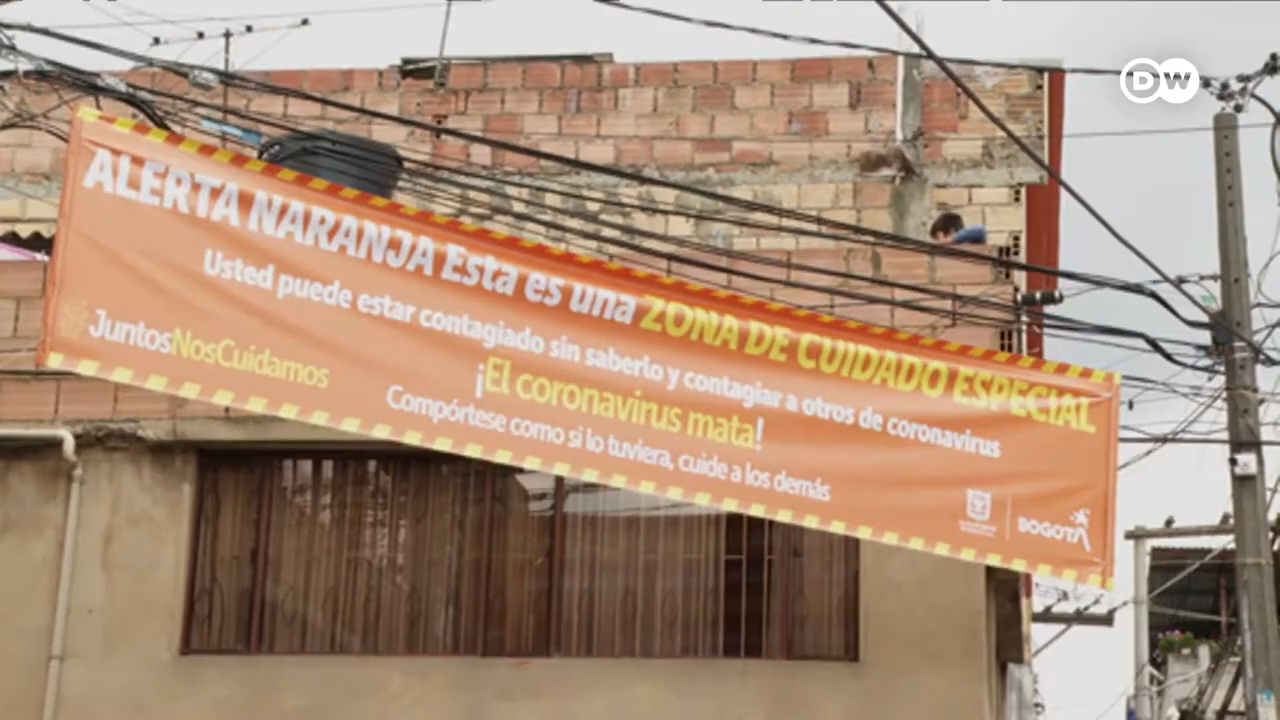 DW
ALERTA NARANJA Esta es una ZONA DE CUIDADO ESPECIAL
Usted puede estar contagiado sin saberlo y contagiar a otros de coronavirus
¡El coronavirus mata!
JuntosNosCuidamos
Compórtese como si lo tuviera, cuide a los demás
BOGOTÁ